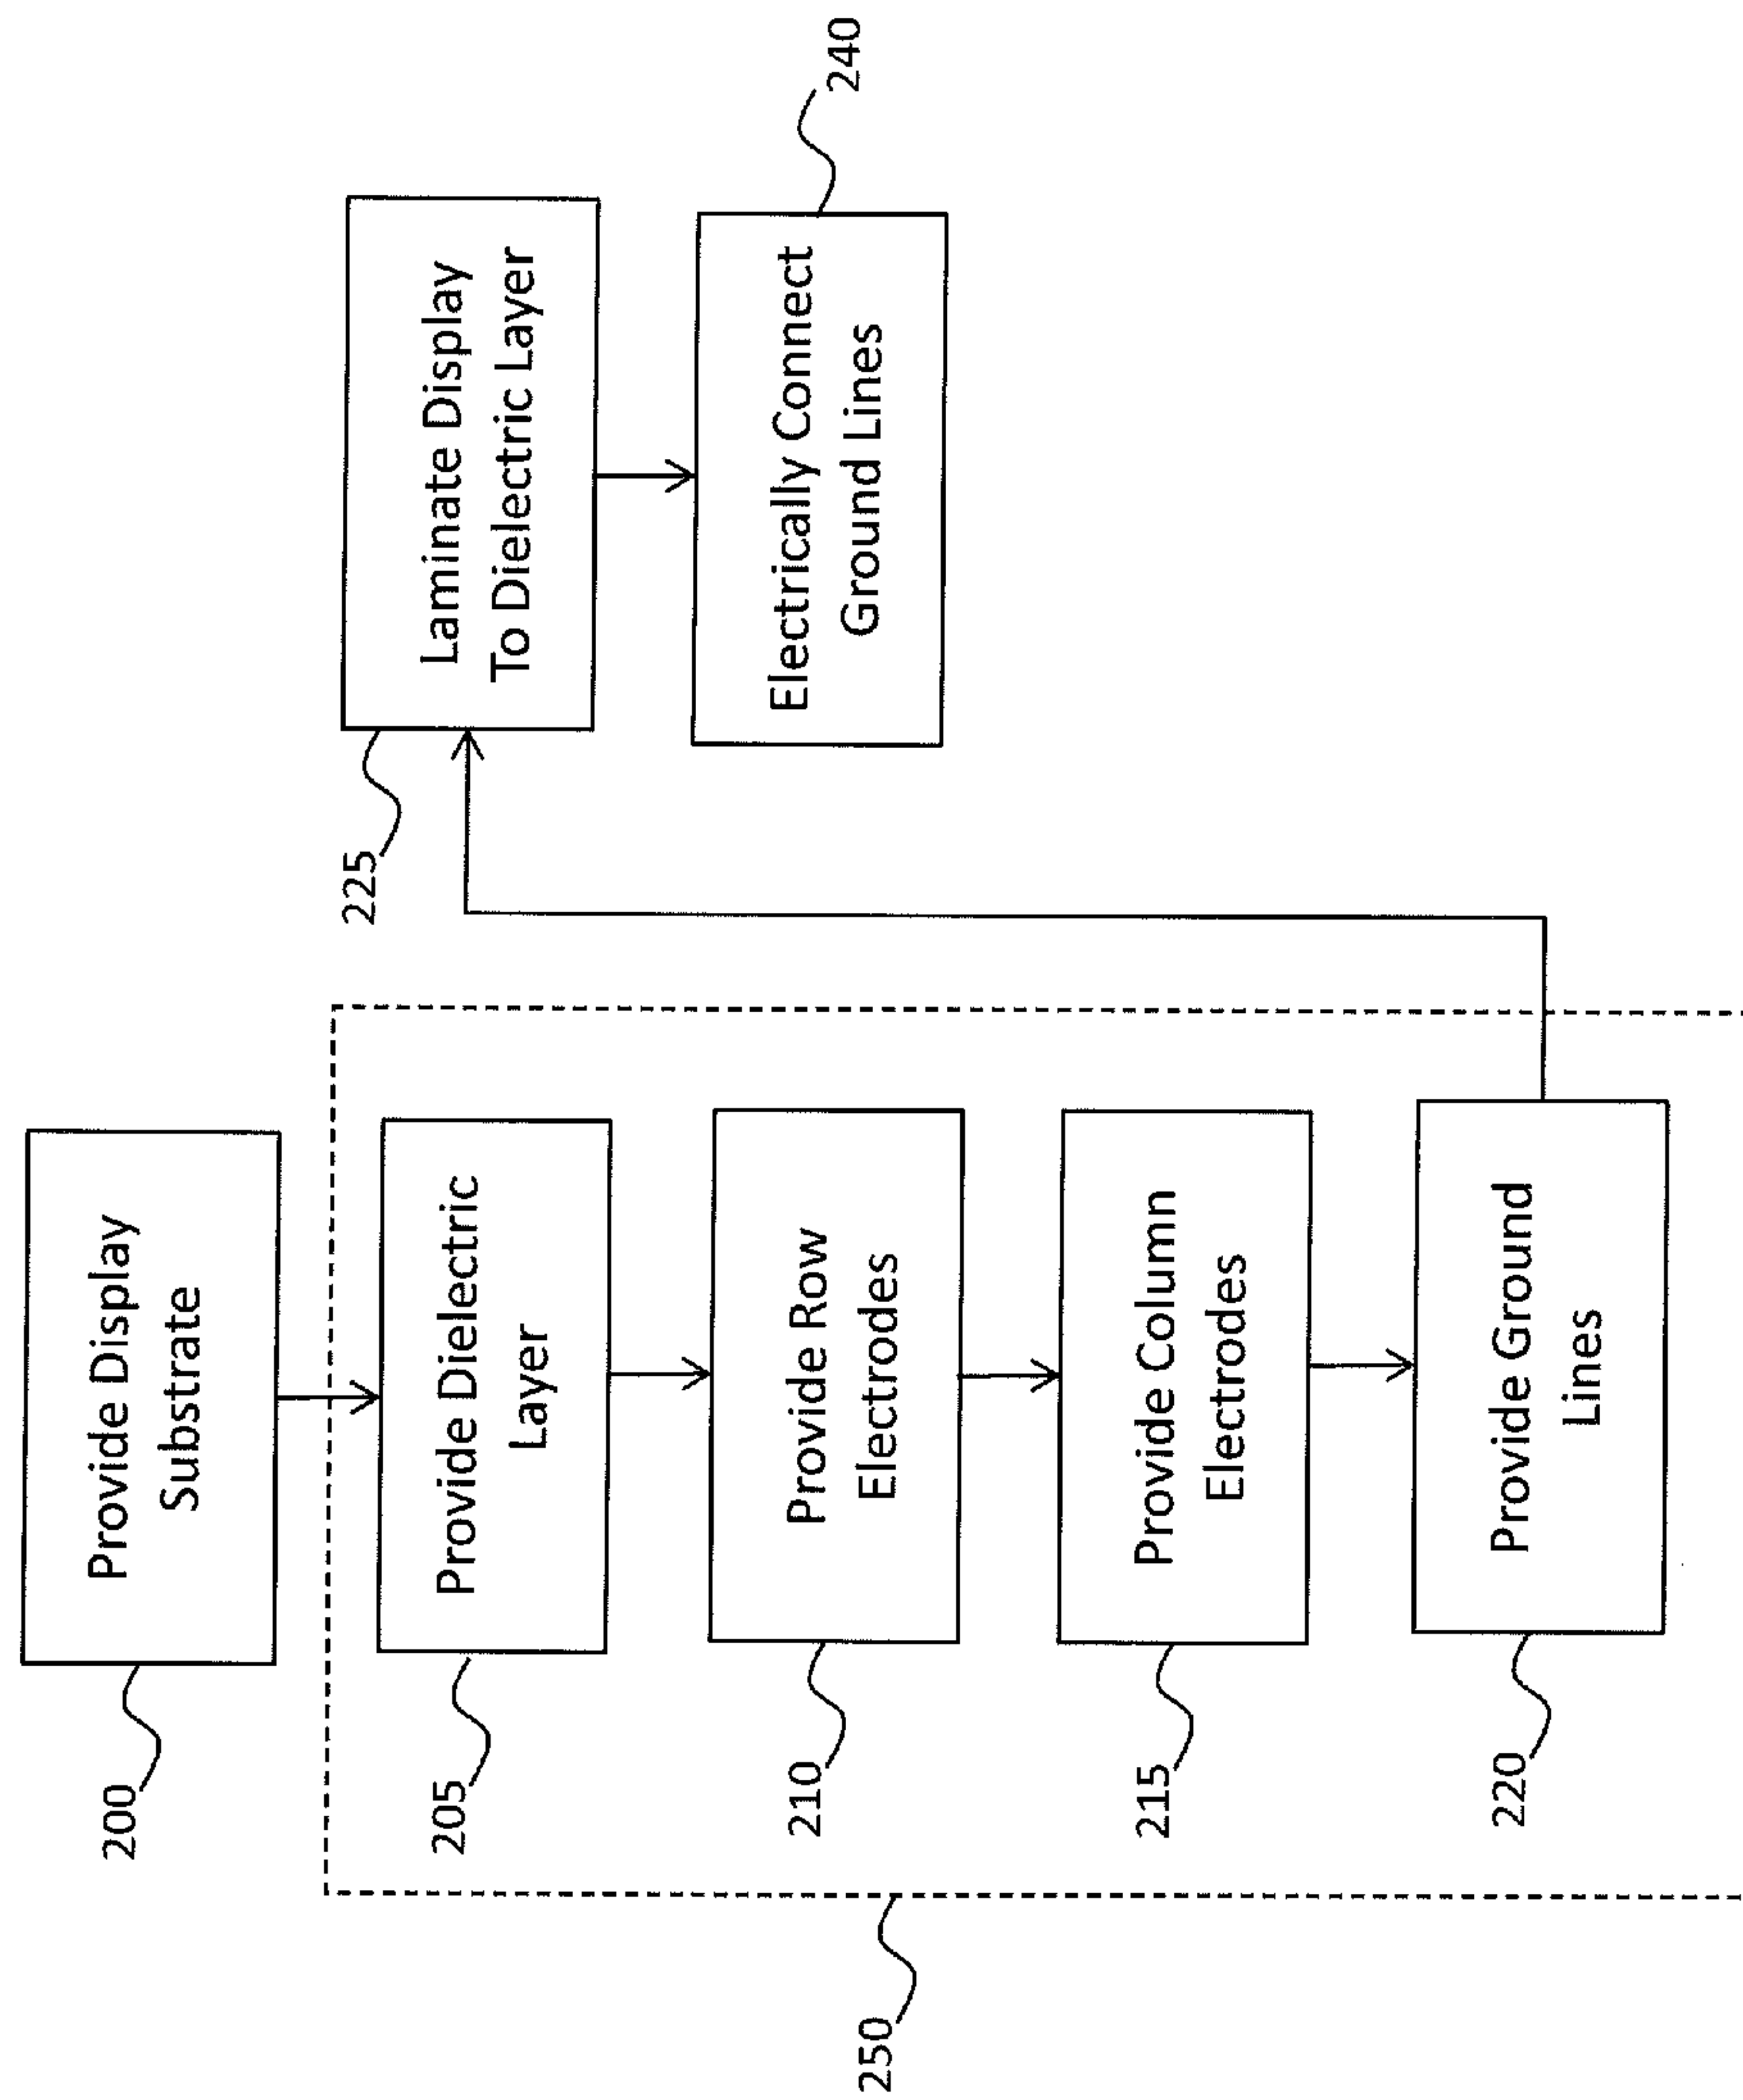 200
Provide Display
Substrate
205
Provide Dielectric
Layer
210
Provide Row
Electrodes
215
Provide Column
Electrodes
220
Provide Ground
Lines
250
225
Laminate Display
To Dielectric Layer
Electrically Connect
Ground Lines
240